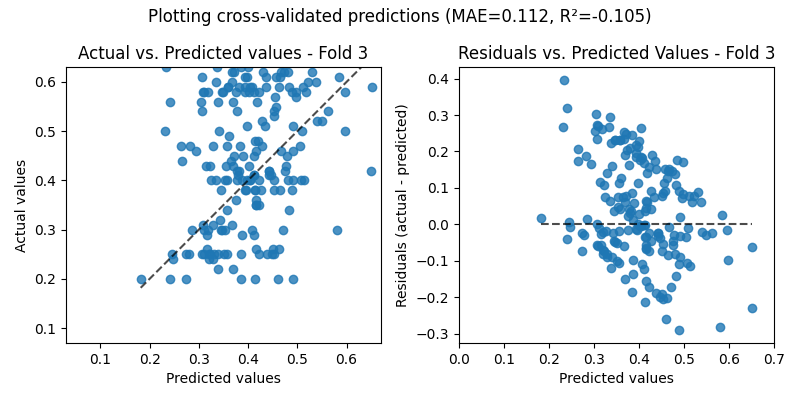 Plotting cross-validated predictions (MAE=0.112, R²=-0.105)
Actual vs. Predicted values - Fold 3
Actual values
0.6
0.5
0.4
0.3
0.2
0.1
0.1 0.2 0.3 0.4 0.5 0.6
Predicted values
Residuals vs. Predicted Values - Fold 3
Residuals (actual - predicted)
0.4
0.3
0.2
0.1
0.0
−0.1
−0.2
−0.3
0.0 0.1 0.2 0.3 0.4 0.5 0.6 0.7
Predicted values